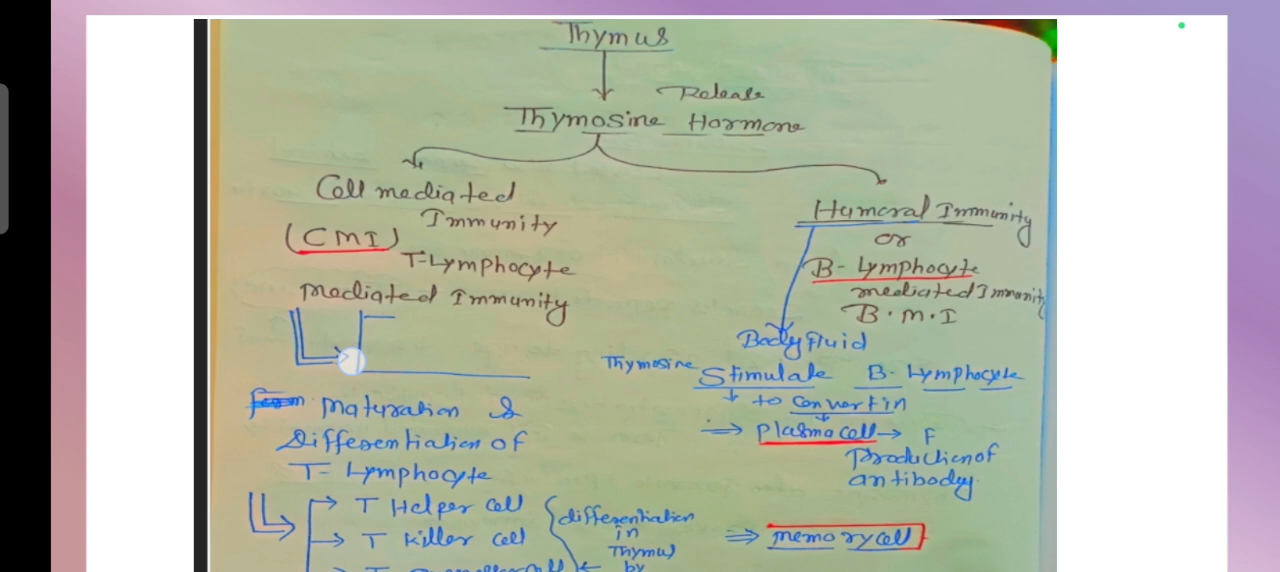 Thymus
Release
Thymosine Hormone
Cell mediated
Immunity
(CMI)
T-Lymphocyte
mediated Immunity
Humoral Immunity
or
B- Lymphocyte
mediated Immunity
B.M.I
Body fluid
Thymosine Stimulate B- Lymphocyte
to convert in
plasma cell
Production of
antibody.
memory cell
Maturation &
Differentiation of
T- Lymphocyte
T Helper cell
T Killer cell
differentiation
in
Thymus
by